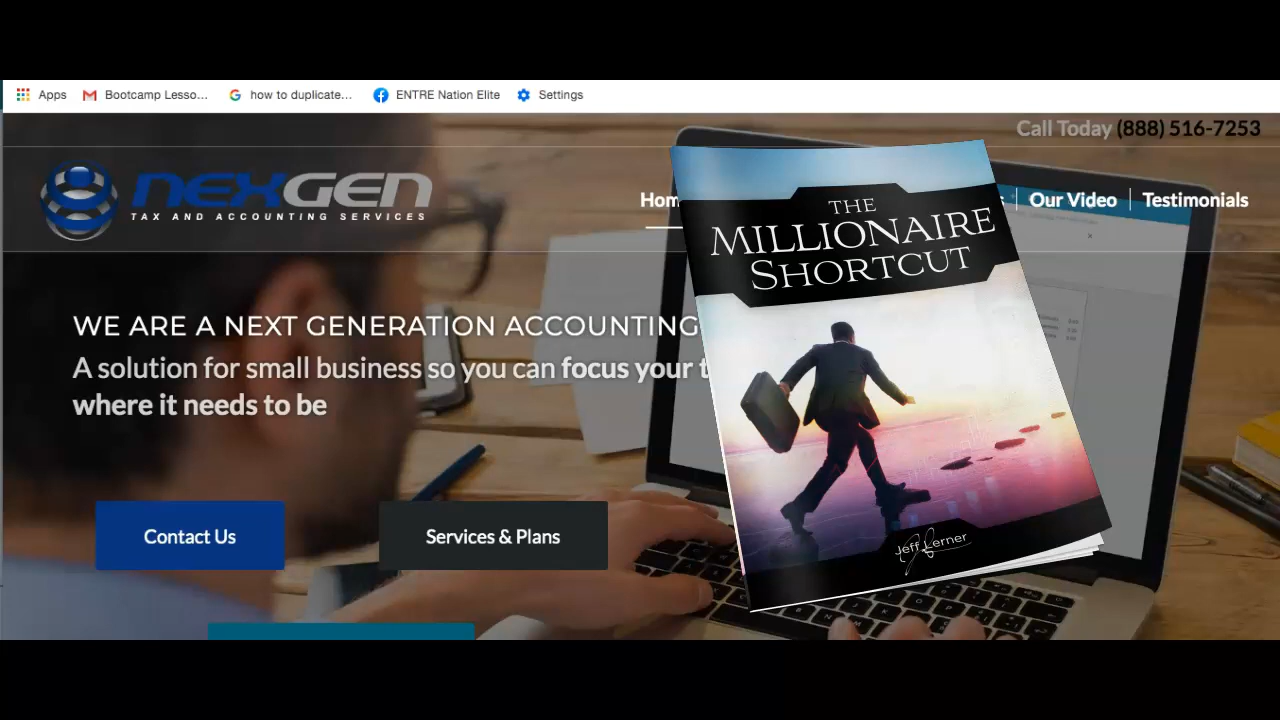 Apps Bootcamp Lesso... how to duplicate... ENTRE Nation Elite Settings
Call Today (888) 516-7253
NEXGEN
TAX AND ACCOUNTING SERVICES
Hom Our Video Testimonials
THE
MILLIONAIRE
SHORTCUT
WE ARE A NEXT GENERATION ACCOUNTING
A solution for small business so you can focus your t
where it needs to be
Contact Us Services & Plans
Jeff Lerner